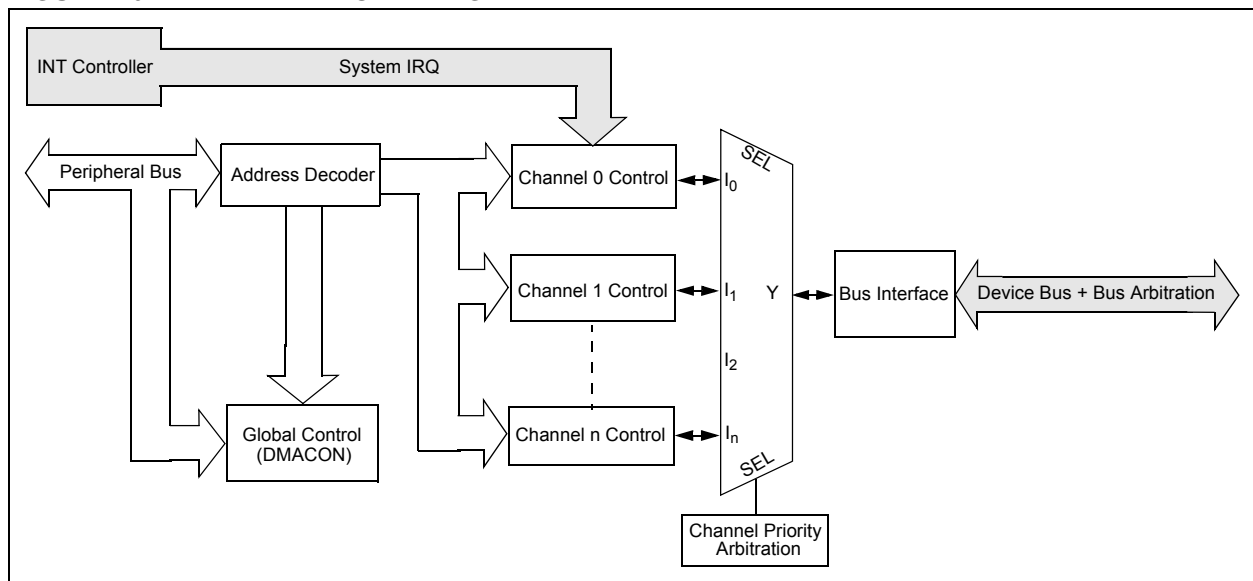 INT Controller
System IRQ
Peripheral Bus
Address Decoder
Channel 0 Control
SEL
I0
Channel 1 Control
I1
Y
Bus Interface
Device Bus + Bus Arbitration
I2
Global Control
(DMACON)
Channel n Control
In
SEL
Channel Priority
Arbitration